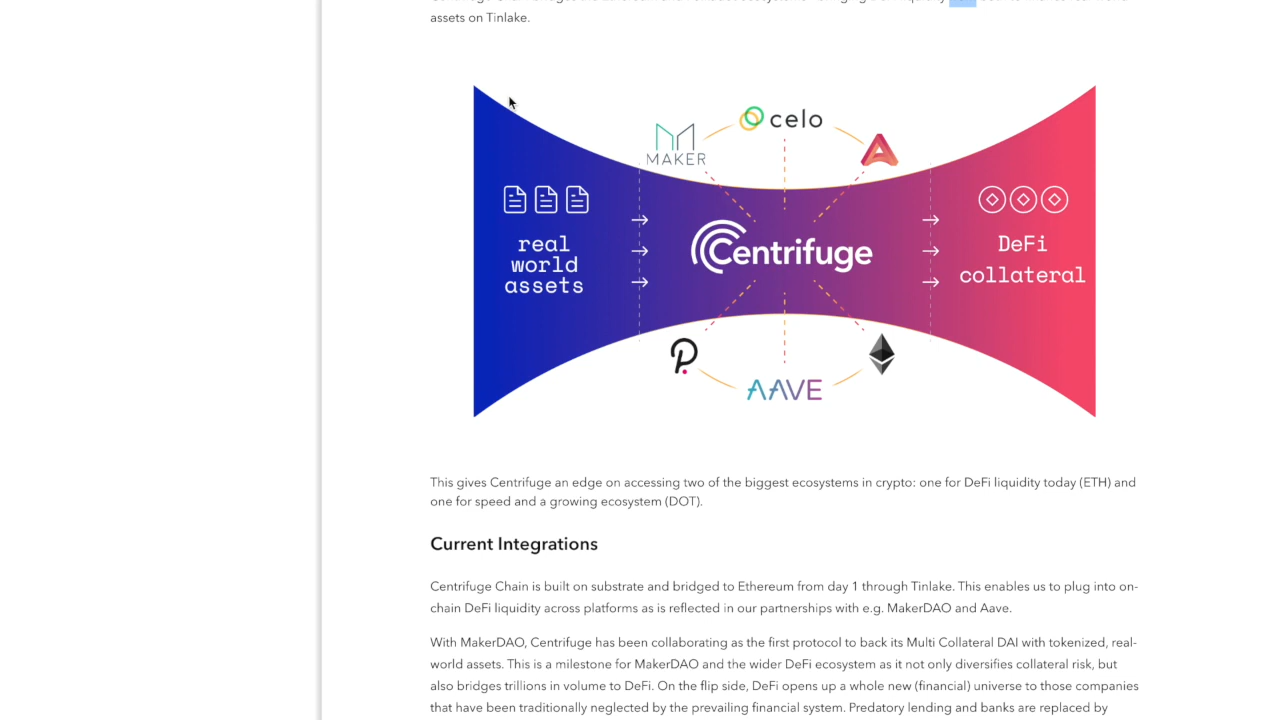 assets on Tinlake.
celo
MAKER
real
world
assets
Centrifuge
DeFi
collateral
AAVE
This gives Centrifuge an edge on accessing two of the biggest ecosystems in crypto: one for DeFi liquidity today (ETH) and
one for speed and a growing ecosystem (DOT).
Current Integrations
Centrifuge Chain is built on substrate and bridged to Ethereum from day 1 through Tinlake. This enables us to plug into on-
chain DeFi liquidity across platforms as is reflected in our partnerships with e.g. MakerDAO and Aave.
With MakerDAO, Centrifuge has been collaborating as the first protocol to back its Multi Collateral DAI with tokenized, real-
world assets. This is a milestone for MakerDAO and the wider DeFi ecosystem as it not only diversifies collateral risk, but
also bridges trillions in volume to DeFi. On the flip side, DeFi opens up a whole new (financial) universe to those companies
that have been traditionally neglected by the prevailing financial system. Predatory lending and banks are replaced by